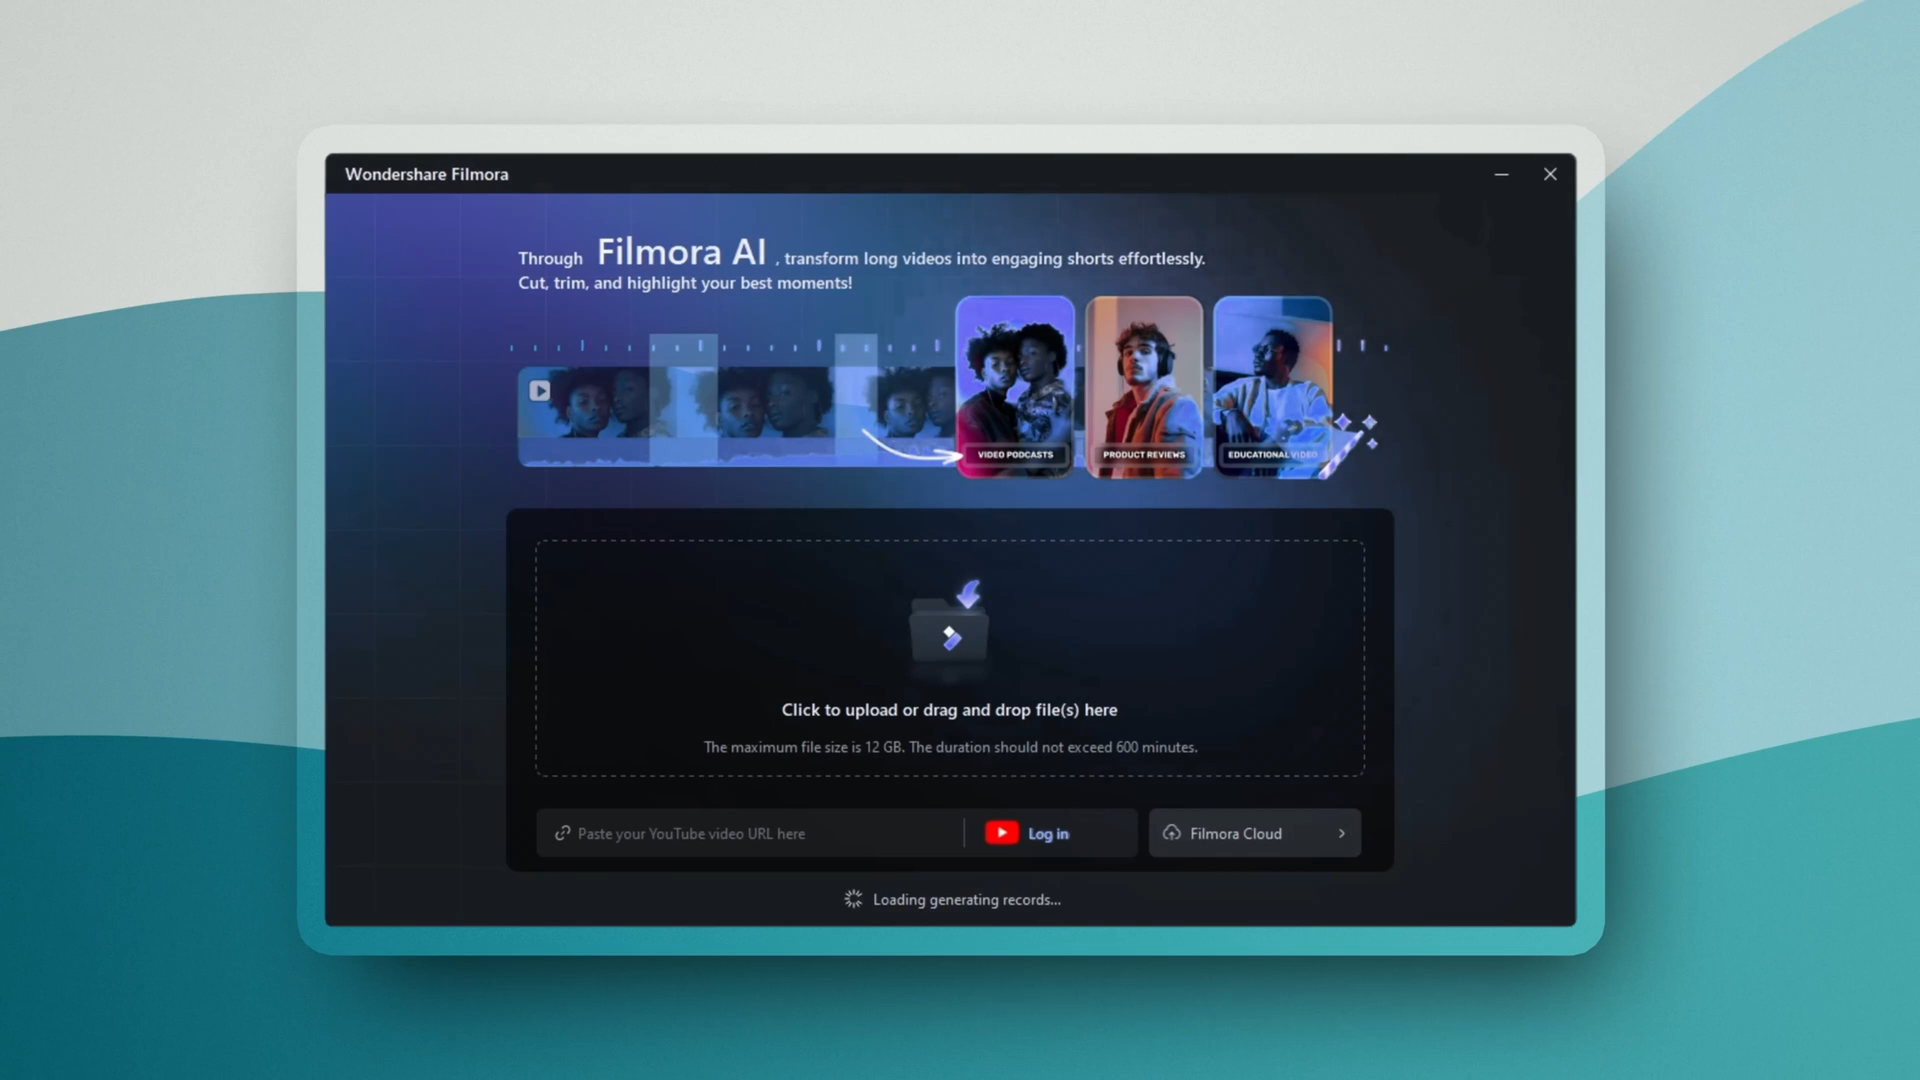 Wondershare Filmora
Through Filmora AI , transform long videos into engaging shorts effortlessly.
Cut, trim, and highlight your best moments!
VIDEO PODCASTS
PRODUCT REVIEWS
EDUCATIONAL VIDEO
Click to upload or drag and drop file(s) here
The maximum file size is 12 GB. The duration should not exceed 600 minutes.
Paste your YouTube video URL here
Log in
Filmora Cloud
Loading generating records...